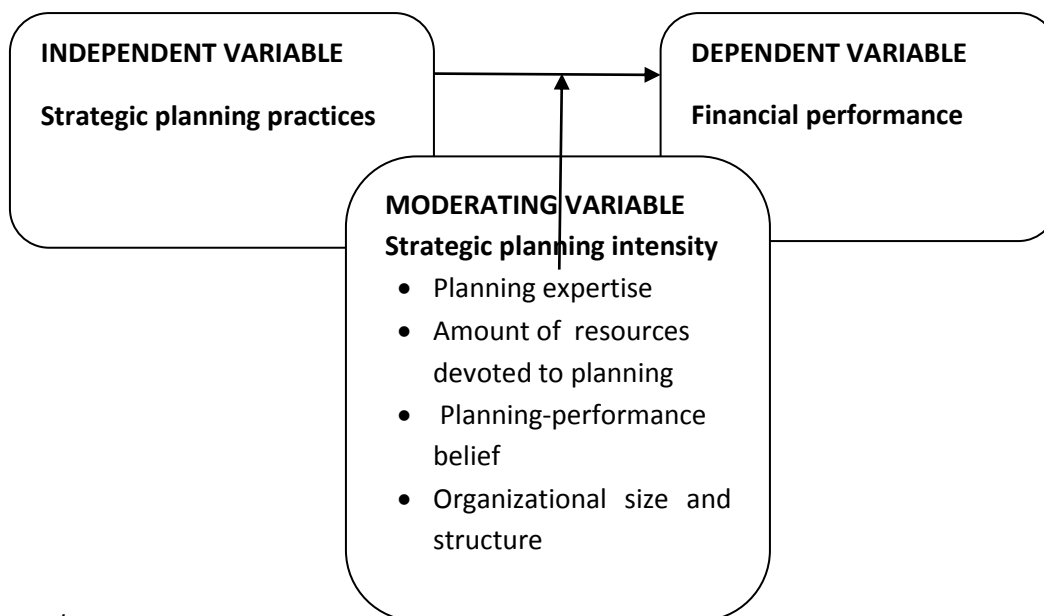 INDEPENDENT VARIABLE
Strategic planning practices
DEPENDENT VARIABLE
Financial performance
MODERATING VARIABLE
Strategic planning intensity
• Planning expertise
• Amount of resources
devoted to planning
• Planning-performance
belief
• Organizational size and
structure